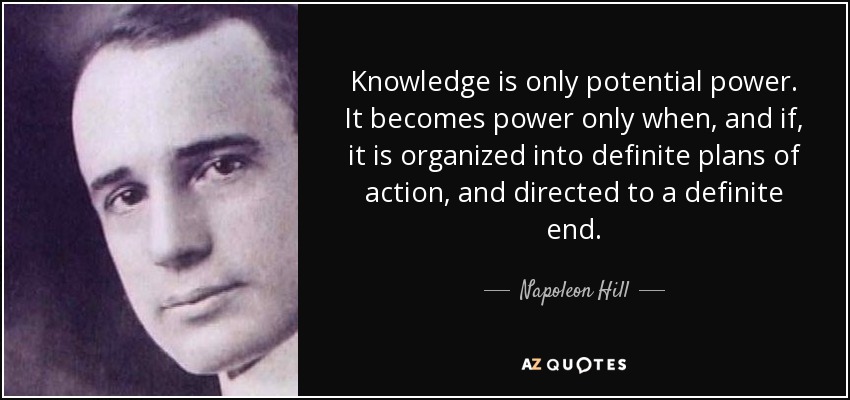 Knowledge is only potential power.
It becomes power only when, and if,
it is organized into definite plans of
action, and directed to a definite
end.
Napoleon Hill
AZ QUOTES